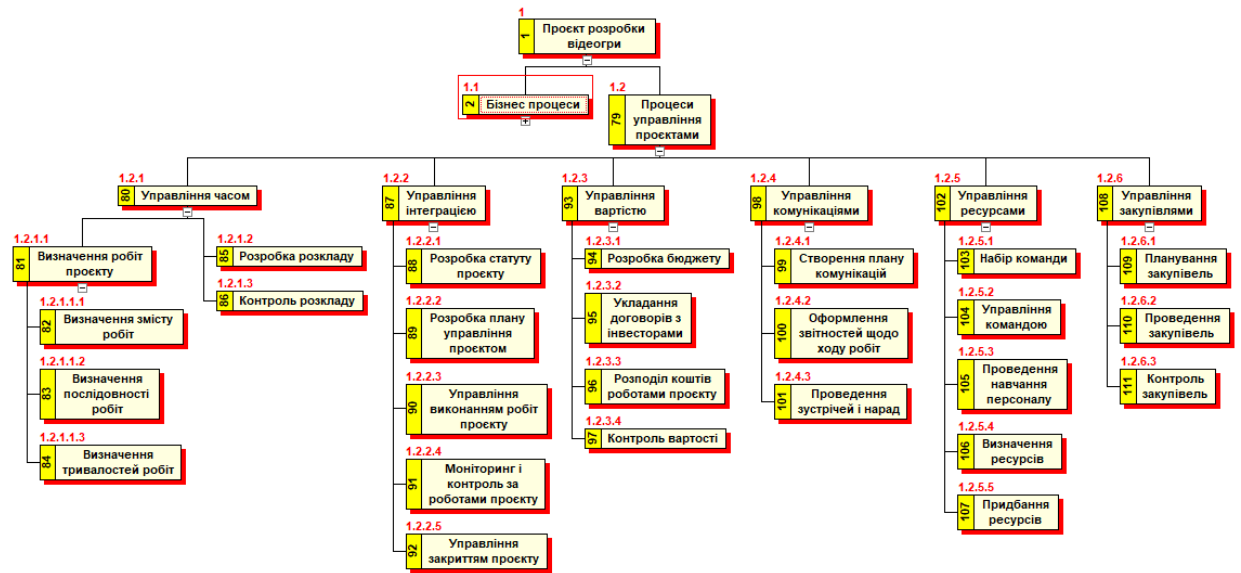 1
1
Проєкт розробки
відеогри
1.1
2
Бізнес процеси
1.2
79
Процеси
управління
проєктами
1.2.1
80
Управління часом
1.2.1.1
81
Визначення робіт
проєкту
1.2.1.1.1
82
Визначення змісту
робіт
1.2.1.1.2
83
Визначення
послідовності
робіт
1.2.1.1.3
84
Визначення
тривалостей робіт
1.2.1.2
85
Розробка розкладу
1.2.1.3
86
Контроль розкладу
1.2.2
87
Управління
інтеграцією
1.2.2.1
88
Розробка статуту
проєкту
1.2.2.2
89
Розробка плану
управління
проєктом
1.2.2.3
90
Управління
виконанням робіт
проєкту
1.2.2.4
91
Моніторинг і
контроль за
роботами проєкту
1.2.2.5
92
Управління
закриттям проєкту
1.2.3
93
Управління
вартістю
1.2.3.1
94
Розробка бюджету
1.2.3.2
95
Укладання
договорів з
інвесторами
1.2.3.3
96
Розподіл коштів
роботами проєкту
1.2.3.4
97
Контроль вартості
1.2.4
98
Управління
комунікаціями
1.2.4.1
99
Створення плану
комунікацій
1.2.4.2
100
Оформлення
звітностей щодо
ходу робіт
1.2.4.3
101
Проведення
зустрічей і нарад
1.2.5
102
Управління
ресурсами
1.2.5.1
103
Набір команди
1.2.5.2
104
Управління
командою
1.2.5.3
105
Проведення
навчання
персоналу
1.2.5.4
106
Визначення
ресурсів
1.2.5.5
107
Придбання
ресурсів
1.2.6
108
Управління
закупівлями
1.2.6.1
109
Планування
закупівель
1.2.6.2
110
Проведення
закупівель
1.2.6.3
111
Контроль
закупівель